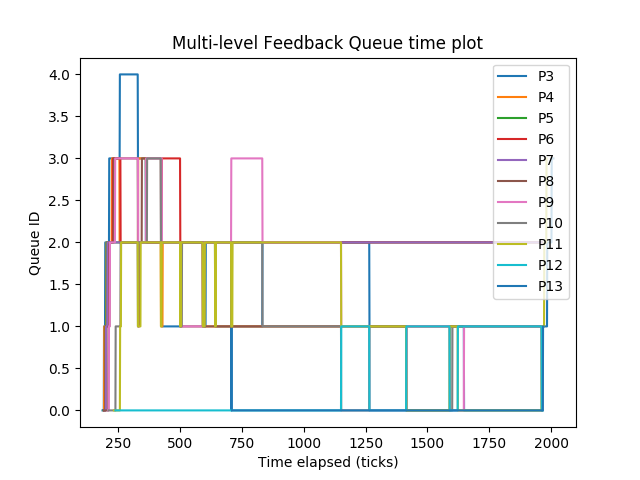 Multi-level Feedback Queue time plot
4.0
3.5
3.0
2.5
2.0
1.5
1.0
0.5
0.0
Queue ID
P3
P4
P5
P6
P7
P8
P9
P10
P11
P12
P13
250
500
750
1000
1250
1500
1750
2000
Time elapsed (ticks)